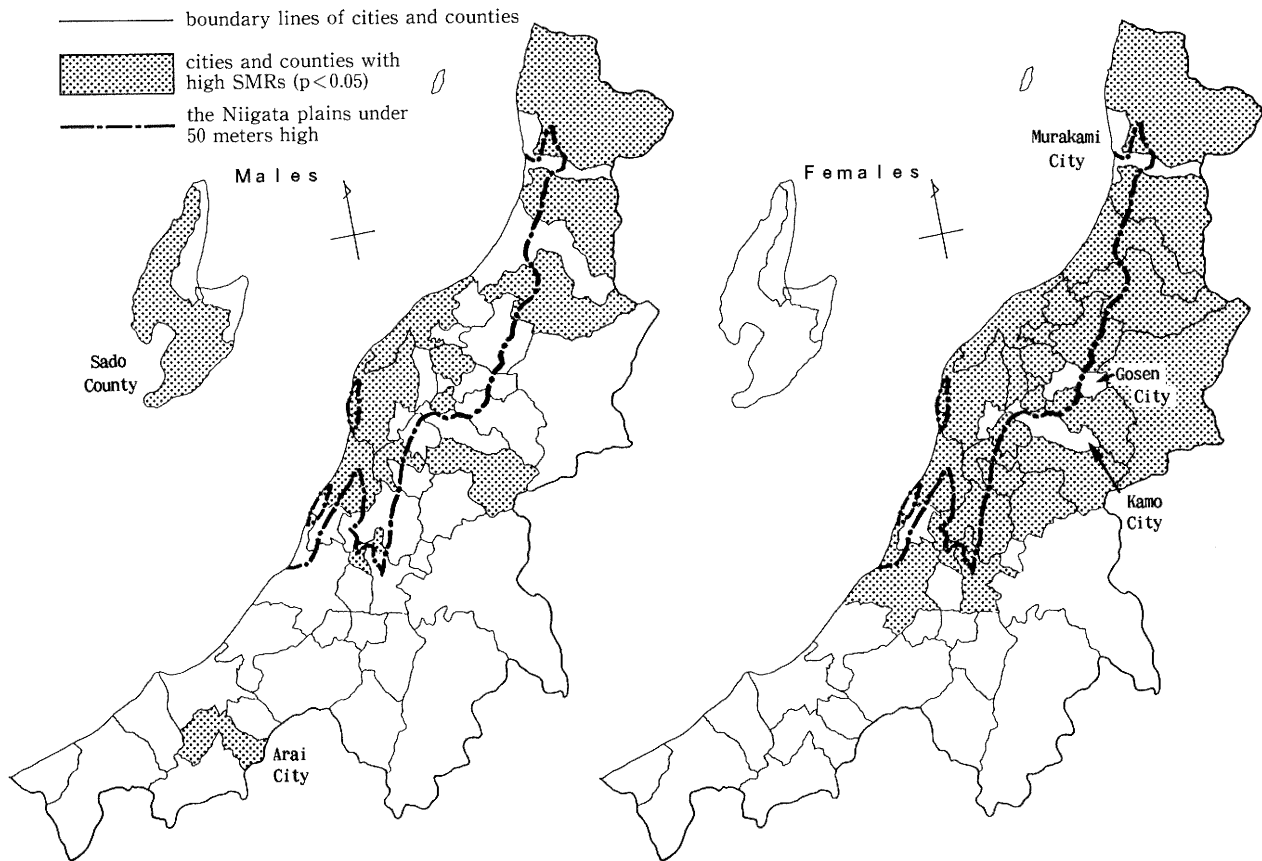 boundary lines of cities and counties
cities and counties with
high SMRs (p<0.05)
the Niigata plains under
50 meters high
Males
Females
Murakami
City
Sado
County
Gosen
City
Kamo
City
Arai
City